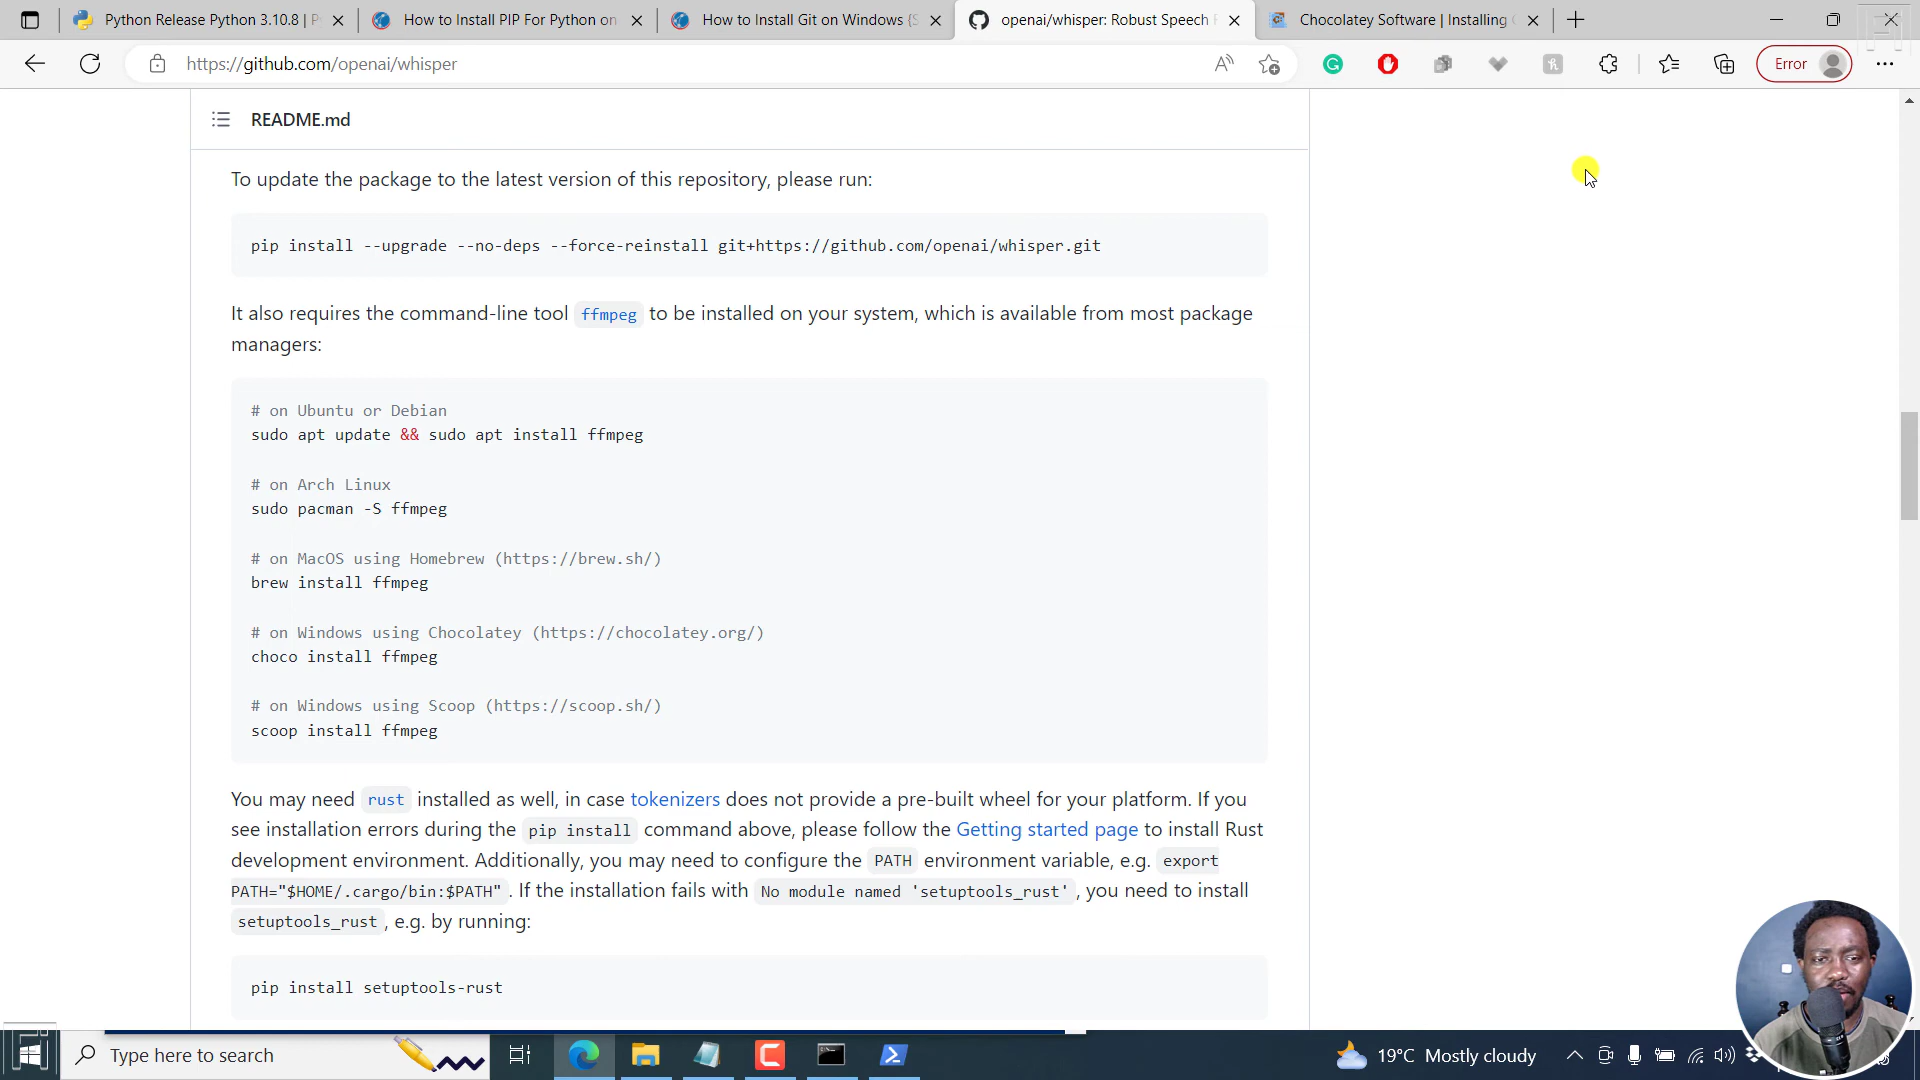 Python Release Python 3.10.8 |
How to Install PIP For Python on
How to Install Git on Windows
openai/whisper: Robust Speech
Chocolatey Software | Installing
https://github.com/openai/whisper
Error
README.md
To update the package to the latest version of this repository, please run:
pip install --upgrade --no-deps --force-reinstall git+https://github.com/openai/whisper.git
It also requires the command-line tool ffmpeg to be installed on your system, which is available from most package
managers:
# on Ubuntu or Debian
sudo apt update && sudo apt install ffmpeg
# on Arch Linux
sudo pacman -S ffmpeg
# on MacOS using Homebrew (https://brew.sh/)
brew install ffmpeg
# on Windows using Chocolatey (https://chocolatey.org/)
choco install ffmpeg
# on Windows using Scoop (https://scoop.sh/)
scoop install ffmpeg
You may need rust installed as well, in case tokenizers does not provide a pre-built wheel for your platform. If you
see installation errors during the pip install command above, please follow the Getting started page to install Rust
development environment. Additionally, you may need to configure the PATH environment variable, e.g. export
PATH="$HOME/.cargo/bin:$PATH" . If the installation fails with No module named 'setuptools_rust' , you need to install
setuptools_rust , e.g. by running:
pip install setuptools-rust
Type here to search
19°C Mostly cloudy